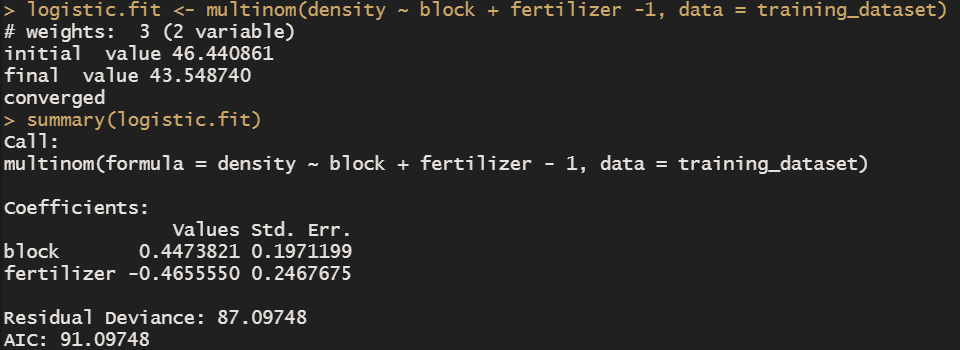 > logistic.fit <- multinom(density ~ block + fertilizer -1, data = training_dataset)
# weights:  3 (2 variable)
initial  value 46.440861
final  value 43.548740
converged
> summary(logistic.fit)
Call:
multinom(formula = density ~ block + fertilizer - 1, data = training_dataset)

Coefficients:
               Values Std. Err.
block       0.4473821 0.1971199
fertilizer -0.4655550 0.2467675

Residual Deviance: 87.09748
AIC: 91.09748